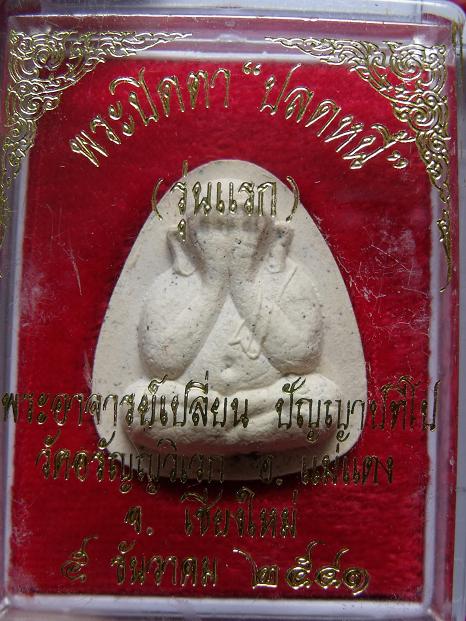 พระปิดตา "ปลดหนี้"
(รุ่นแรก)
พระอาจารย์เปลี่ยน ปัญญาปทีโป
วัดอรัญญวิเวก อ. แม่แตง
จ. เชียงใหม่
๕ ธันวาคม ๒๕๔๑